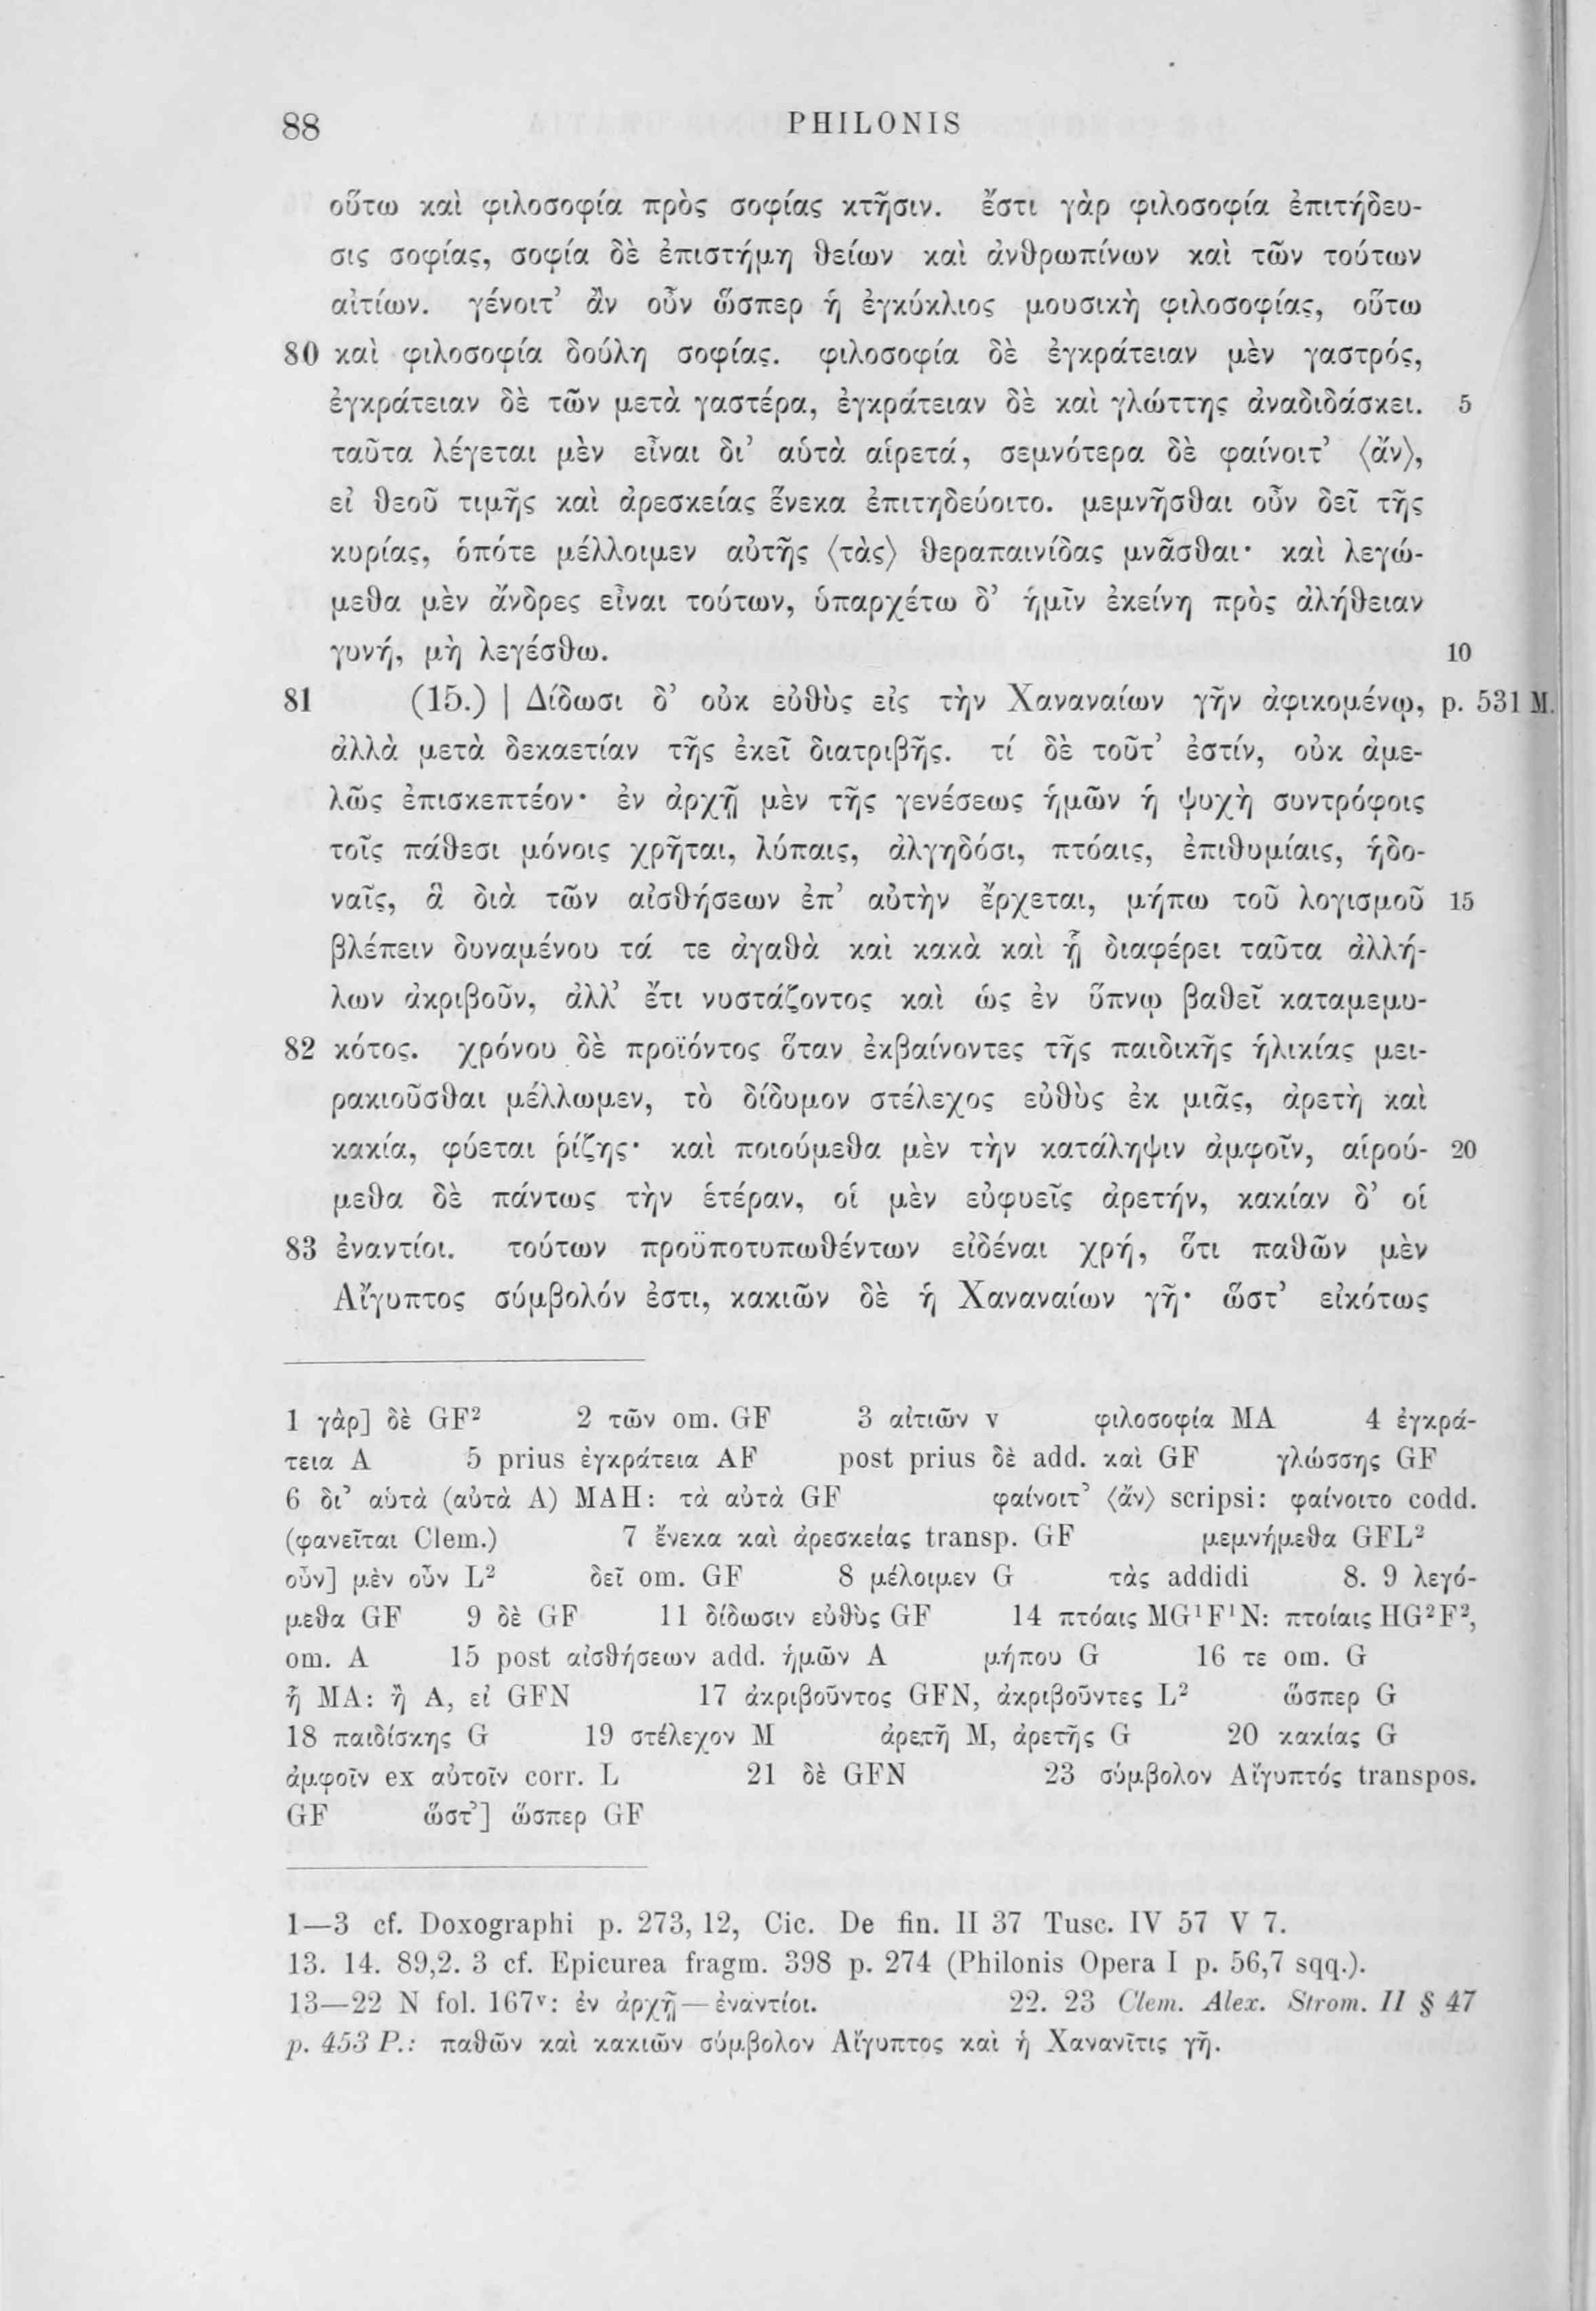 88 PHILONIS
οὕτω καὶ φιλοσοφία πρὸς σοφίας κτῆσιν. ἔστι γὰρ φιλοσοφία ἐπιτήδευ-
σις σοφίας, σοφία δὲ ἐπιστήμη θείων καὶ ἀνθρωπίνων καὶ τῶν τούτων
αἰτίων. γένοιτ’ ἂν οὖν ὥσπερ ἡ ἐγκύκλιος μουσικὴ φιλοσοφίας, οὕτω
80 καὶ φιλοσοφία δούλη σοφίας. φιλοσοφία δὲ ἐγκράτειαν μὲν γαστρός,
ἐγκράτειαν δὲ τῶν μετὰ γαστέρα, ἐγκράτειαν δὲ καὶ γλώττης ἀναδιδάσκει. 5
ταῦτα λέγεται μὲν εἶναι δι’ αὑτὰ αἱρετά, σεμνότερα δὲ φαίνοιτ’ ⟨ἄν⟩,
εἰ θεοῦ τιμῆς καὶ ἀρεσκείας ἕνεκα ἐπιτηδεύοιτο. μεμνῆσθαι οὖν δεῖ τῆς
κυρίας, ὁπότε μέλλοιμεν αὐτῆς ⟨τὰς⟩ θεραπαινίδας μνᾶσθαι· καὶ λεγώ-
μεθα μὲν ἄνδρες εἶναι τούτων, ὑπαρχέτω δ’ ἡμῖν ἐκείνη πρὸς ἀλήθειαν
γυνή, μὴ λεγέσθω. 10
81 (15.) | Δίδωσι δ’ οὐκ εὐθὺς εἰς τὴν Χαναναίων γῆν ἀφικομένῳ, p. 531 M.
ἀλλὰ μετὰ δεκαετίαν τῆς ἐκεῖ διατριβῆς. τί δὲ τοῦτ’ ἐστίν, οὐκ ἀμε-
λῶς ἐπισκεπτέον· ἐν ἀρχῇ μὲν τῆς γενέσεως ἡμῶν ἡ ψυχὴ συντρόφοις
τοῖς πάθεσι μόνοις χρῆται, λύπαις, ἀλγηδόσι, πτόαις, ἐπιθυμίαις, ἡδο-
ναῖς, ἃ διὰ τῶν αἰσθήσεων ἐπ’ αὐτὴν ἔρχεται, μήπω τοῦ λογισμοῦ 15
βλέπειν δυναμένου τά τε ἀγαθὰ καὶ κακὰ καὶ ᾗ διαφέρει ταῦτα ἀλλή-
λων ἀκριβοῦν, ἀλλ’ ἔτι νυστάζοντος καὶ ὡς ἐν ὕπνῳ βαθεῖ καταμεμυ-
82 κότος. χρόνου δὲ προϊόντος ὅταν ἐκβαίνοντες τῆς παιδικῆς ἡλικίας μει-
ρακιοῦσθαι μέλλωμεν, τὸ δίδυμον στέλεχος εὐθὺς ἐκ μιᾶς, ἀρετὴ καὶ
κακία, φύεται ῥίζης· καὶ ποιούμεθα μὲν τὴν κατάληψιν ἀμφοῖν, αἱρού- 20
μεθα δὲ πάντως τὴν ἑτέραν, οἱ μὲν εὐφυεῖς ἀρετήν, κακίαν δ’ οἱ
83 ἐναντίοι. τούτων προϋποτυπωθέντων εἰδέναι χρή, ὅτι παθῶν μὲν
Αἴγυπτος σύμβολόν ἐστι, κακιῶν δὲ ἡ Χαναναίων γῆ· ὥστ’ εἰκότως
1 γὰρ] δὲ GF² 2 τῶν om. GF 3 αἰτιῶν v φιλοσοφία MA 4 ἐγκρά-
τεια A 5 prius ἐγκράτεια AF post prius δὲ add. καὶ GF γλώσσης GF
6 δι’ αὑτὰ (αὐτὰ A) MAH: τὰ αὐτὰ GF φαίνοιτ’ ⟨ἄν⟩ scripsi: φαίνοιτο codd.
(φανεῖται Clem.) 7 ἕνεκα καὶ ἀρεσκείας transp. GF μεμνήμεθα GFL²
οὖν] μὲν οὖν L² δεῖ om. GF 8 μέλοιμεν G τὰς addidi 8. 9 λεγό-
μεθα GF 9 δὲ GF 11 δίδωσιν εὐθὺς GF 14 πτόαις MG¹F¹N: πτοίαις HG²F²,
om. A 15 post αἰσθήσεων add. ἡμῶν A μήπου G 16 τε om. G
ᾗ MA: ἢ A, εἰ GFN 17 ἀκριβοῦντος GFN, ἀκριβοῦντες L² ὥσπερ G
18 παιδίσκης G 19 στέλεχον M ἀρετῇ M, ἀρετῆς G 20 κακίας G
ἀμφοῖν ex αὐτοῖν corr. L 21 δὲ GFN 23 σύμβολον Αἴγυπτός transpos.
GF ὥστ’] ὥσπερ GF
1—3 cf. Doxographi p. 273, 12, Cic. De fin. II 37 Tusc. IV 57 V 7.
13. 14. 89,2. 3 cf. Epicurea fragm. 398 p. 274 (Philonis Opera I p. 56,7 sqq.).
13—22 N fol. 167ᵛ: ἐν ἀρχῇ—ἐναντίοι. 22. 23 Clem. Alex. Strom. II § 47
p. 453 P.: παθῶν καὶ κακιῶν σύμβολον Αἴγυπτος καὶ ἡ Χανανῖτις γῆ.